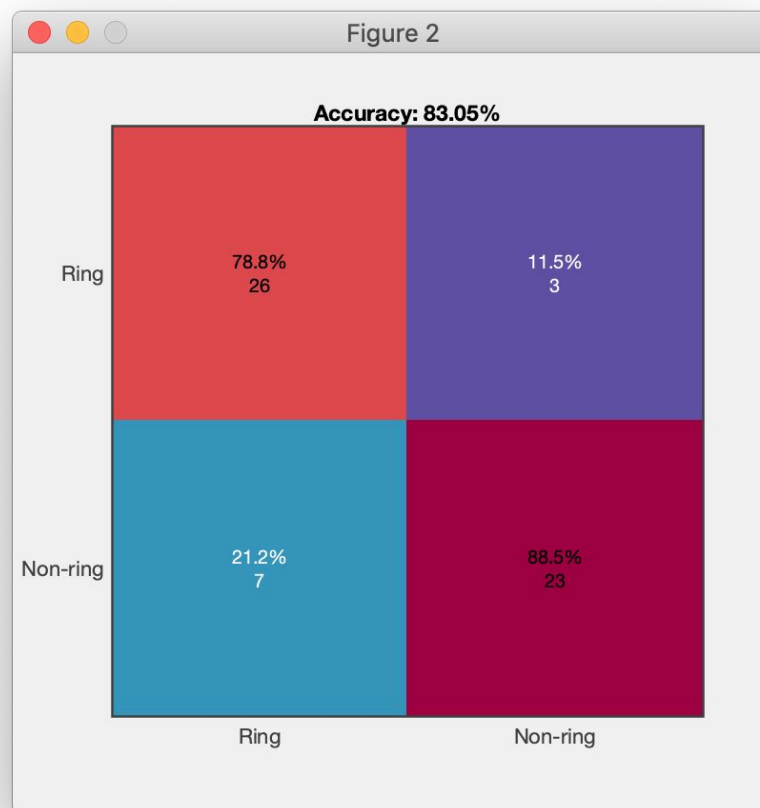 Figure 2
Accuracy: 83.05%
Ring
78.8%
26
11.5%
3
Non-ring
21.2%
7
88.5%
23
Ring
Non-ring